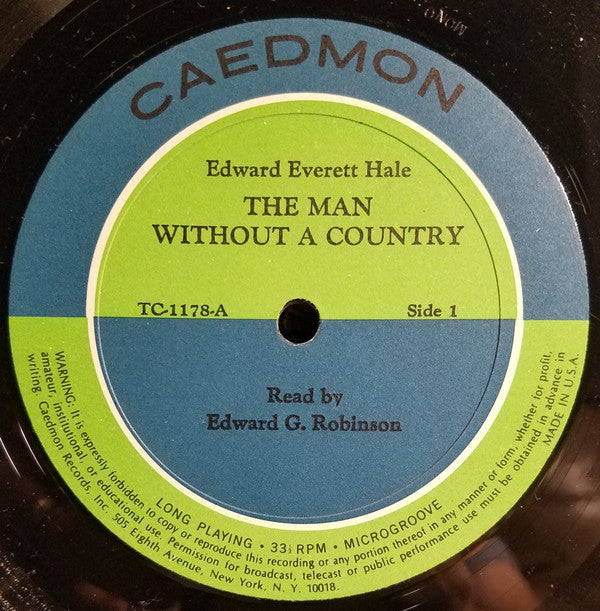 MONO
CAEDMON
Edward Everett Hale
THE MAN
WITHOUT A COUNTRY
TC-1178-A
Side 1
Read by
Edward G. Robinson
LONG PLAYING • 33⅓ RPM • MICROGROOVE
WARNING: It is expressly forbidden to copy or reproduce this recording or any portion thereof in any manner or form, whether for profit,
amateur, institutional, or educational use. Permission for broadcast, telecast or public performance use must be obtained in advance in
writing. Caedmon Records, Inc. 505 Eighth Avenue, New York, N. Y. 10018.
MADE IN U.S.A.